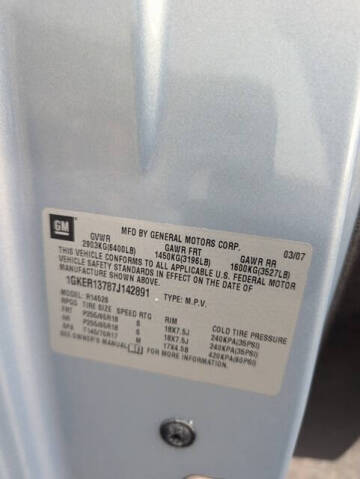 GM
MFD BY GENERAL MOTORS CORP. 03/07
GVWR GAWR FRT GAWR RR
2903KG(6400LB) 1450KG(3196LB) 1600KG(3527LB)
THIS VEHICLE CONFORMS TO ALL APPLICABLE U.S. FEDERAL MOTOR
VEHICLE SAFETY STANDARDS IN EFFECT ON THE DATE OF
MANUFACTURE SHOWN ABOVE.
1GKER13787J142891 TYPE: M.P.V.
MODEL: R14526
TIRE SIZE SPEED RTG RIM COLD TIRE PRESSURE
FRT P255/65R18 S 18X7.5J 240KPA(35PSI)
RR P255/65R18 S 18X7.5J 240KPA(35PSI)
SPA T145/70R17 M 17X4.5B 420KPA(60PSI)
SEE OWNER'S MANUAL FOR MORE INFORMATION.